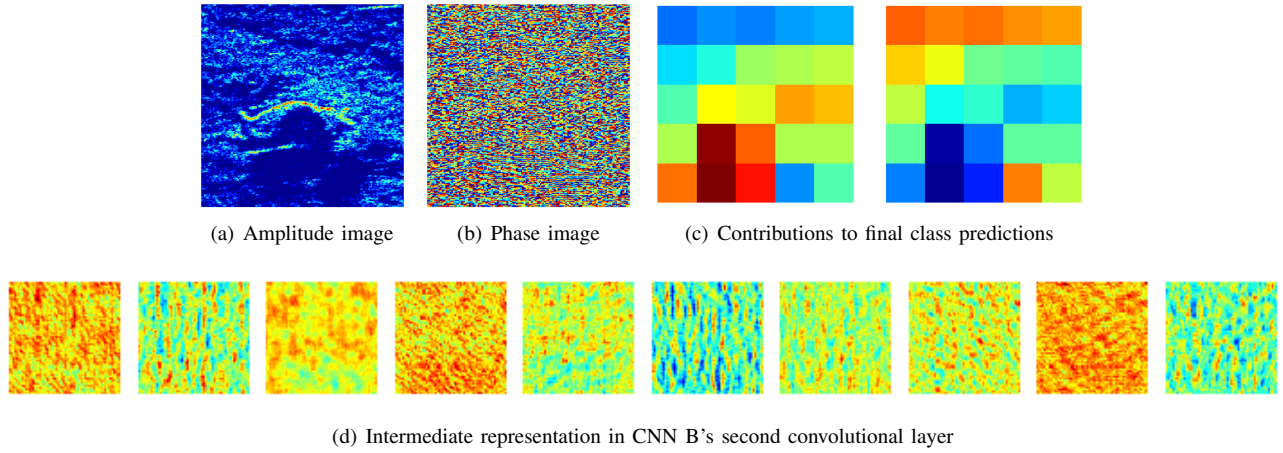 (a) Amplitude image
(b) Phase image
(c) Contributions to final class predictions
(d) Intermediate representation in CNN B's second convolutional layer